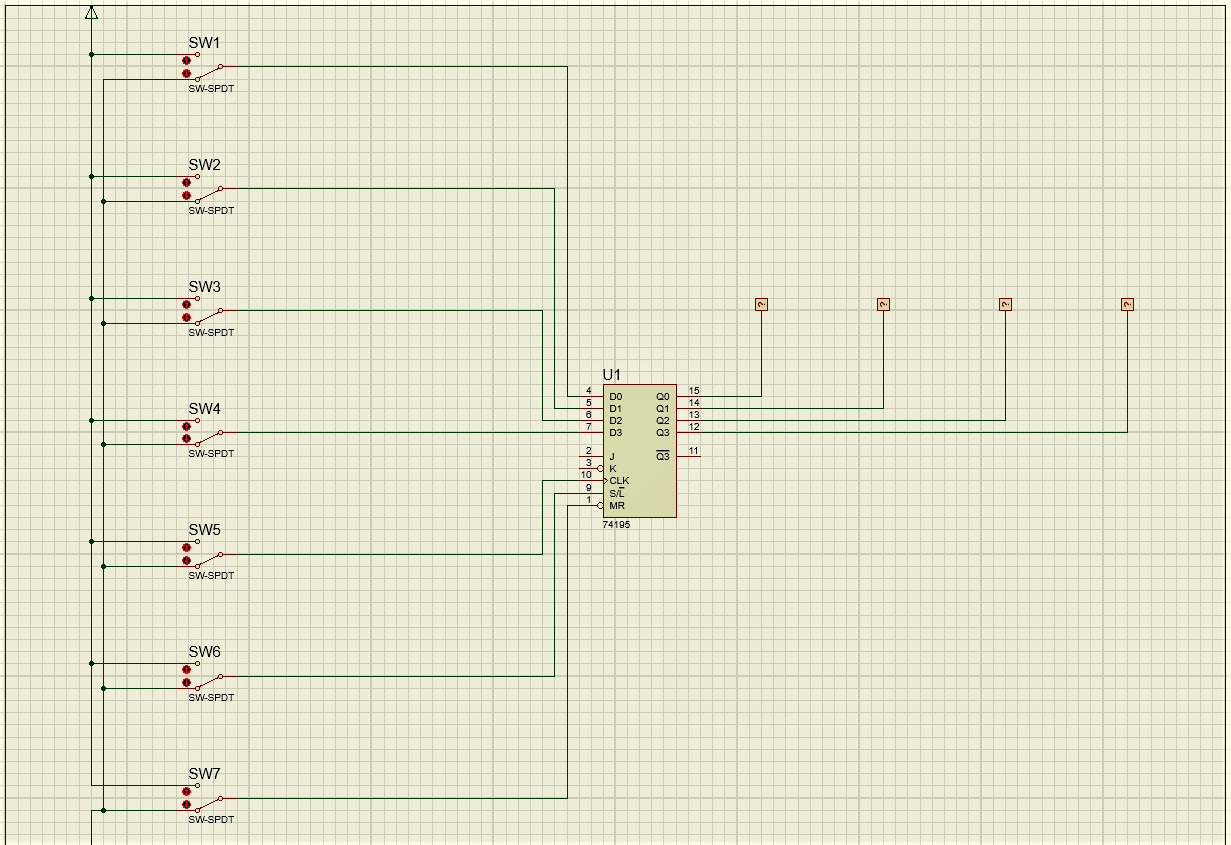 SW1
SW-SPDT
SW2
SW-SPDT
SW3
SW-SPDT
? ? ? ?
U1
SW4
SW-SPDT
4 D0 Q0 15
5 D1 Q1 14
6 D2 Q2 13
7 D3 Q3 12
2 J Q3 11
3 K
10 CLK
9 S/L
1 MR
74195
SW5
SW-SPDT
SW6
SW-SPDT
SW7
SW-SPDT